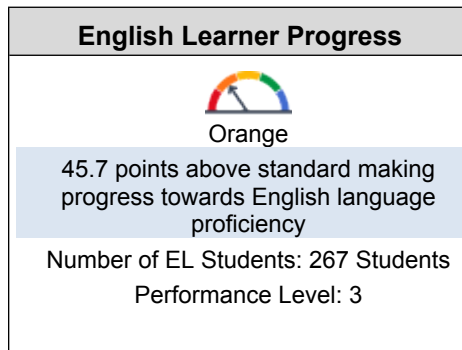 English Learner Progress
Orange
45.7 points above standard making
progress towards English language
proficiency
Number of EL Students: 267 Students
Performance Level: 3